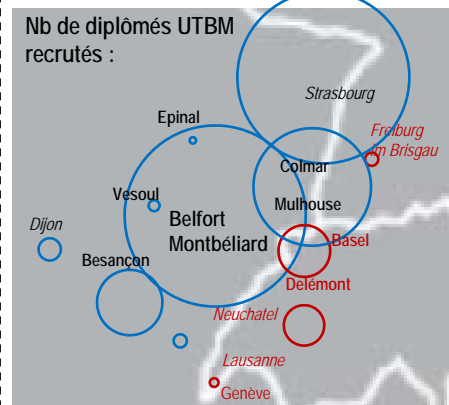 Nb de diplômés UTBM
recrutés :
Strasbourg
Epinal
Freiburg
im Brisgau
Colmar
Vesoul
Mulhouse
Belfort
Montbéliard
Dijon
Basel
Besançon
Delémont
Neuchatel
Lausanne
Genève